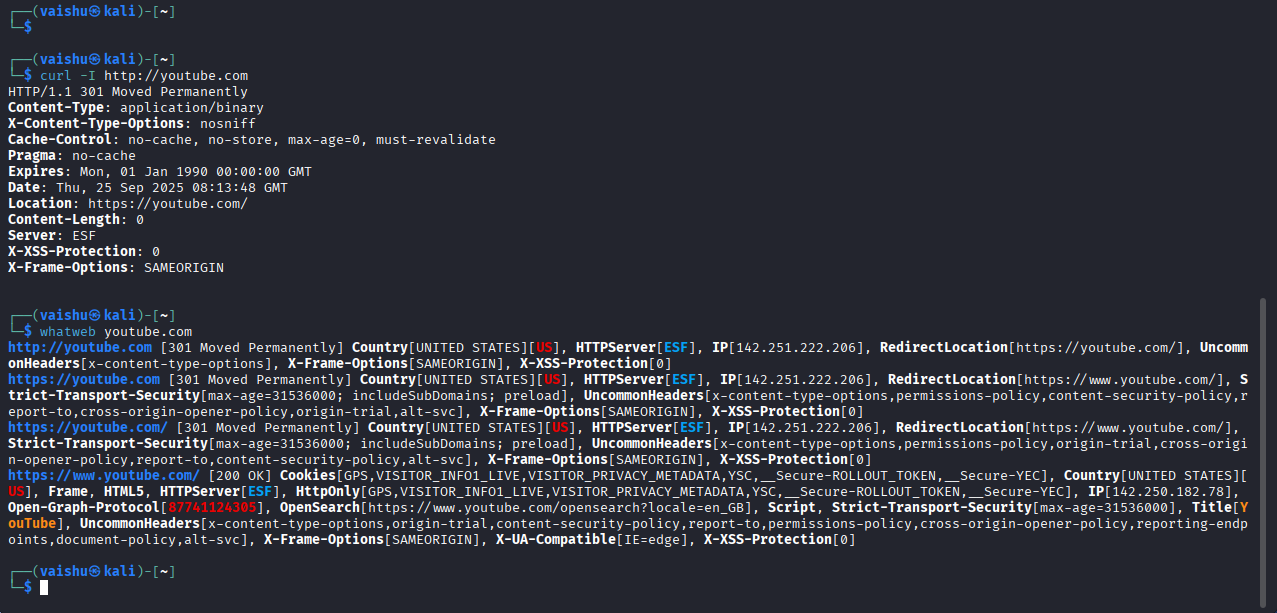 ┌──(vaishu㉿kali)-[~]
└─$
┌──(vaishu㉿kali)-[~]
└─$ curl -I http://youtube.com
HTTP/1.1 301 Moved Permanently
Content-Type: application/binary
X-Content-Type-Options: nosniff
Cache-Control: no-cache, no-store, max-age=0, must-revalidate
Pragma: no-cache
Expires: Mon, 01 Jan 1990 00:00:00 GMT
Date: Thu, 25 Sep 2025 08:13:48 GMT
Location: https://youtube.com/
Content-Length: 0
Server: ESF
X-XSS-Protection: 0
X-Frame-Options: SAMEORIGIN
┌──(vaishu㉿kali)-[~]
└─$ whatweb youtube.com
http://youtube.com [301 Moved Permanently] Country[UNITED STATES][US], HTTPServer[ESF], IP[142.251.222.206], RedirectLocation[https://youtube.com/], Uncomm
onHeaders[x-content-type-options], X-Frame-Options[SAMEORIGIN], X-XSS-Protection[0]
https://youtube.com [301 Moved Permanently] Country[UNITED STATES][US], HTTPServer[ESF], IP[142.251.222.206], RedirectLocation[https://www.youtube.com/], S
trict-Transport-Security[max-age=31536000; includeSubDomains; preload], UncommonHeaders[x-content-type-options,permissions-policy,content-security-policy,r
eport-to,cross-origin-opener-policy,origin-trial,alt-svc], X-Frame-Options[SAMEORIGIN], X-XSS-Protection[0]
https://youtube.com/ [301 Moved Permanently] Country[UNITED STATES][US], HTTPServer[ESF], IP[142.251.222.206], RedirectLocation[https://www.youtube.com/],
Strict-Transport-Security[max-age=31536000; includeSubDomains; preload], UncommonHeaders[x-content-type-options,permissions-policy,origin-trial,cross-origi
n-opener-policy,report-to,content-security-policy,alt-svc], X-Frame-Options[SAMEORIGIN], X-XSS-Protection[0]
https://www.youtube.com/ [200 OK] Cookies[GPS,VISITOR_INFO1_LIVE,VISITOR_PRIVACY_METADATA,YSC,__Secure-ROLLOUT_TOKEN,__Secure-YEC], Country[UNITED STATES][
US], Frame, HTML5, HTTPServer[ESF], HttpOnly[GPS,VISITOR_INFO1_LIVE,VISITOR_PRIVACY_METADATA,YSC,__Secure-ROLLOUT_TOKEN,__Secure-YEC], IP[142.250.182.78],
Open-Graph-Protocol[87741124305], OpenSearch[https://www.youtube.com/opensearch?locale=en_GB], Script, Strict-Transport-Security[max-age=31536000], Title[Y
ouTube], UncommonHeaders[x-content-type-options,origin-trial,content-security-policy,report-to,permissions-policy,cross-origin-opener-policy,reporting-endp
oints,document-policy,alt-svc], X-Frame-Options[SAMEORIGIN], X-UA-Compatible[IE=edge], X-XSS-Protection[0]
┌──(vaishu㉿kali)-[~]
└─$